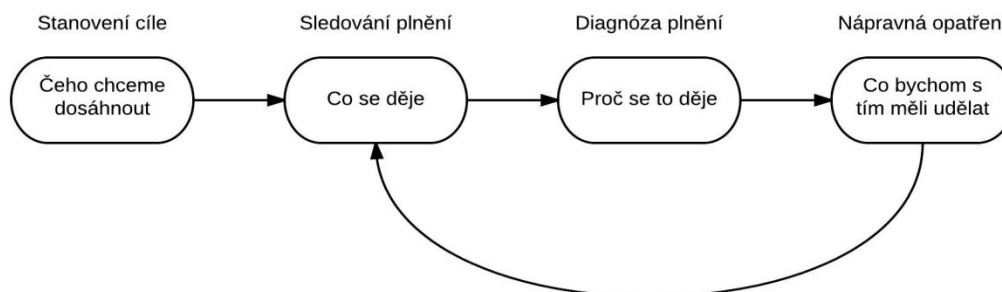 Stanovení cíle
Sledování plnění
Diagnóza plnění
Nápravná opatřen
Čeho chceme
dosáhnout
Co se děje
Proč se to děje
Co bychom s
tím měli udělat